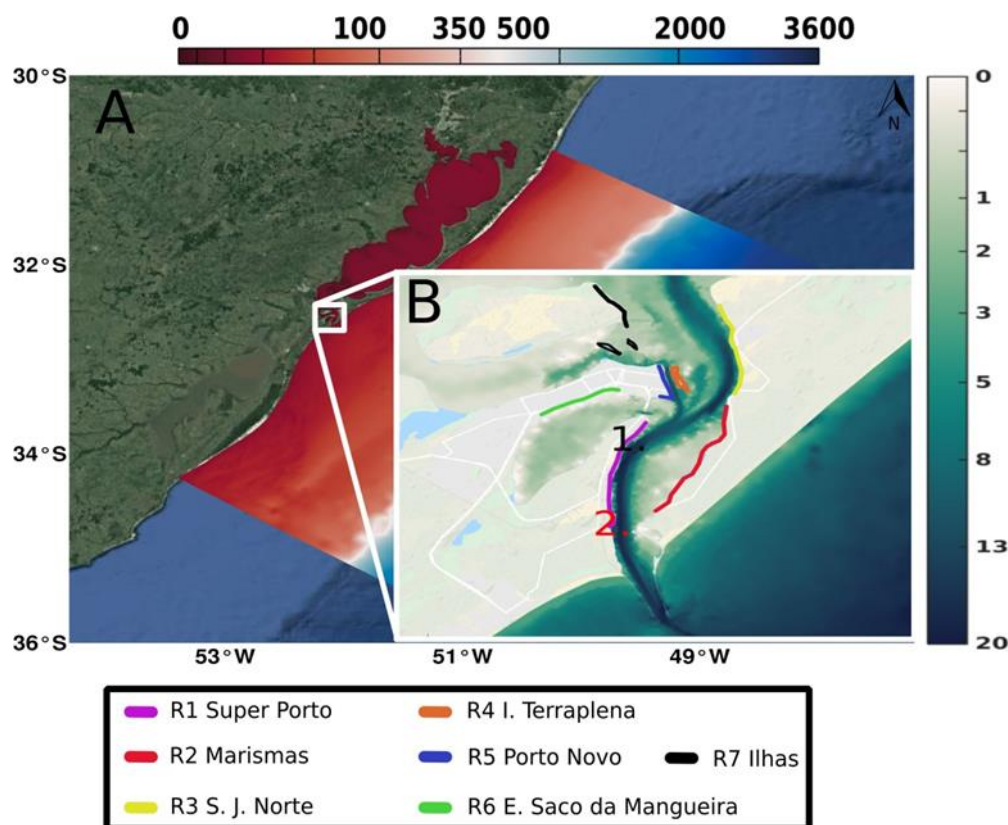 0 100 350 500 2000 3600
30°S
A
N
0
1
32°S
B
2
3
5
34°S
1.
8
2.
13
36°S
20
53°W 51°W 49°W
R1 Super Porto R4 I. Terraplena
R2 Marismas R5 Porto Novo R7 Ilhas
R3 S. J. Norte R6 E. Saco da Mangueira